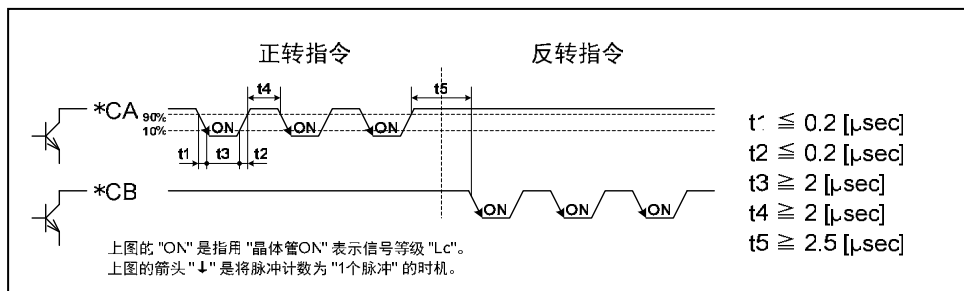 正转指令 反转指令
t4 t5
*CA
90%
10%
ON ON ON
t1 t3 t2
*CB
ON ON ON
t1 ≦ 0.2 [μsec]
t2 ≦ 0.2 [μsec]
t3 ≧ 2 [μsec]
t4 ≧ 2 [μsec]
t5 ≧ 2.5 [μsec]
上图的 "ON" 是指用 "晶体管ON" 表示信号等级 "Lc"。
上图的箭头 "↓" 是将脉冲计数为 "1个脉冲" 的时机。